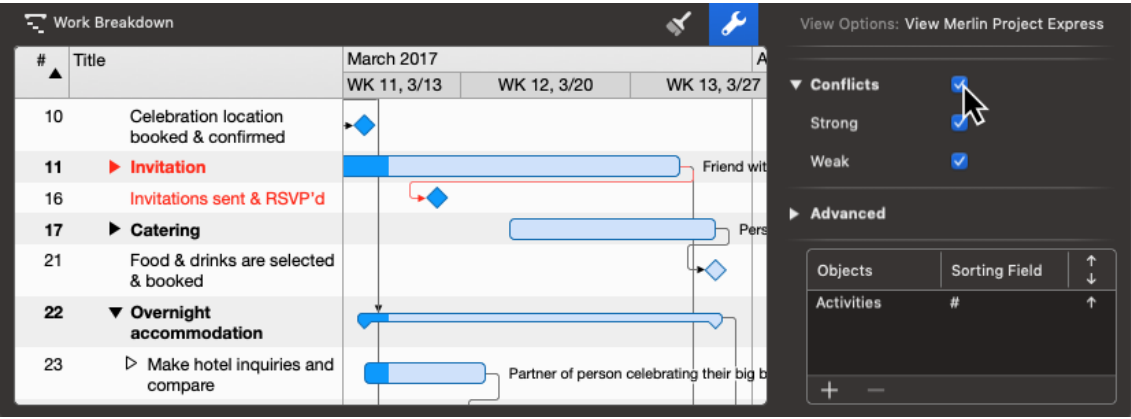 Work Breakdown
View Options: View Merlin Project Express
# Title
March 2017 A
WK 11, 3/13 WK 12, 3/20 WK 13, 3/27
10 Celebration location
booked & confirmed
11 Invitation Friend wit
16 Invitations sent & RSVP'd
17 Catering Pers
21 Food & drinks are selected
& booked
22 Overnight
accommodation
23 Make hotel inquiries and
compare
Partner of person celebrating their big b
Conflicts
Strong
Weak
Advanced
Objects Sorting Field
Activities #